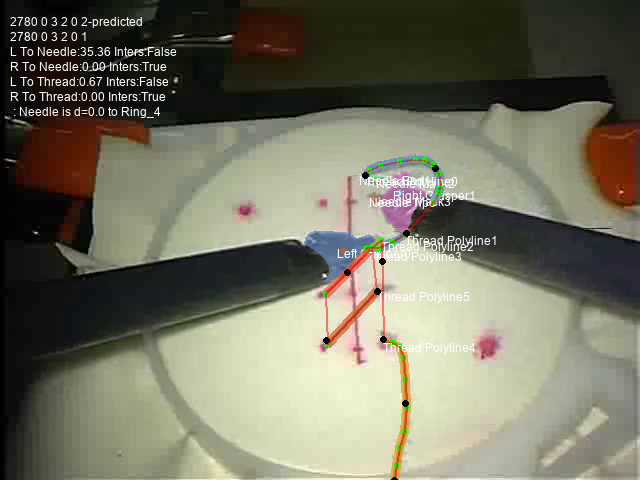 2780 0 3 2 0 2-predicted
2780 0 3 2 0 1
L To Needle:35.36 Inters:False
R To Needle:0.00 Inters:True
L To Thread:0.67 Inters:False
R To Thread:0.00 Inters:True
: Needle is d=0.0 to Ring_4
Right Grasper1
Thread Polyline1
Thread Polyline2
Polyline3
Thread Polyline5
Thread Polyline4